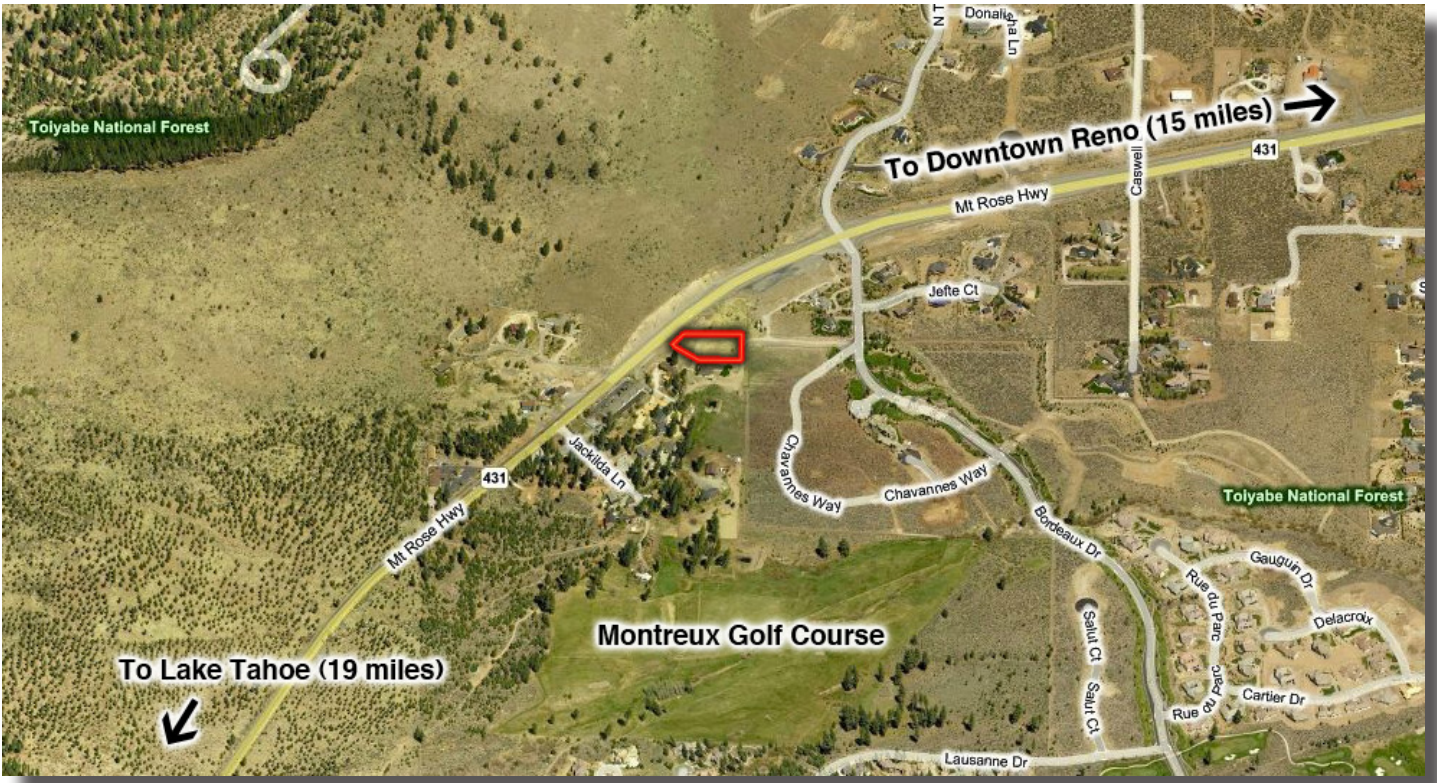 Donalisha Ln
N T
Toiyabe National Forest
To Downtown Reno (15 miles)
431
Caswell
Mt Rose Hwy
Jefte Ct
S
Jackilda Ln
Chavannes Way
Chavannes Way
431
Toiyabe National Forest
Mt Rose Hwy
Bordeaux Dr
Gauguin Dr
Rue du Parc
Delacroix
Montreux Golf Course
Salut Ct
To Lake Tahoe (19 miles)
Salut Ct
Rue du parc
Cartier Dr
Lausanne Dr